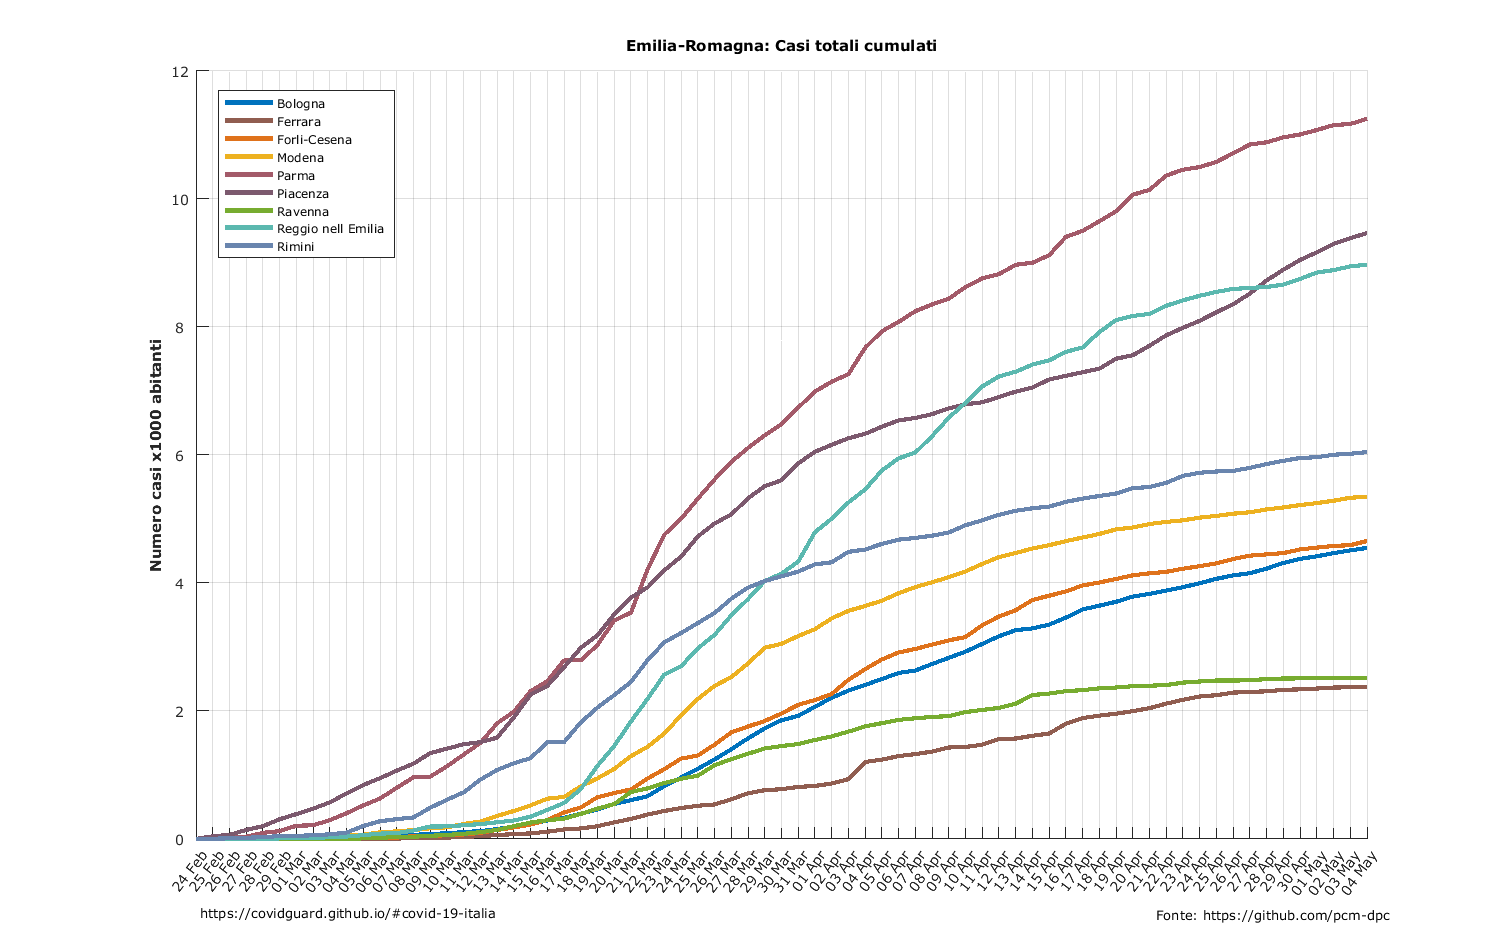 Emilia-Romagna: Casi totali cumulati
Numero casi x1000 abitanti
12
10
8
6
4
2
0
Bologna
Ferrara
Forlì-Cesena
Modena
Parma
Piacenza
Ravenna
Reggio nell Emilia
Rimini
24 Feb
25 Feb
26 Feb
27 Feb
28 Feb
29 Feb
01 Mar
02 Mar
03 Mar
04 Mar
05 Mar
06 Mar
07 Mar
08 Mar
09 Mar
10 Mar
11 Mar
12 Mar
13 Mar
14 Mar
15 Mar
16 Mar
17 Mar
18 Mar
19 Mar
20 Mar
21 Mar
22 Mar
23 Mar
24 Mar
25 Mar
26 Mar
27 Mar
28 Mar
29 Mar
30 Mar
31 Mar
01 Apr
02 Apr
03 Apr
04 Apr
05 Apr
06 Apr
07 Apr
08 Apr
09 Apr
10 Apr
11 Apr
12 Apr
13 Apr
14 Apr
15 Apr
16 Apr
17 Apr
18 Apr
19 Apr
20 Apr
21 Apr
22 Apr
23 Apr
24 Apr
25 Apr
26 Apr
27 Apr
28 Apr
29 Apr
30 Apr
01 May
02 May
03 May
04 May
https://covidguard.github.io/#covid-19-italia
Fonte: https://github.com/pcm-dpc